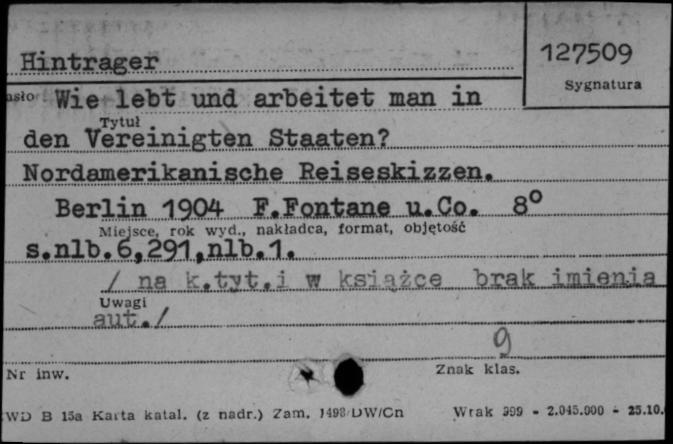 127509
Hintrager
Sygnatura
asło Wie lebt und arbeitet man in
Tytuł
den Vereinigten Staaten?
Nordamerikanische Reiseskizzen.
Berlin 1904 F.Fontane u.Co. 8°
Miejsce, rok wyd., nakładca, format, objętość
s.nlb.6,291,nlb.1.
/ na k.tyt.i w książce brak imienia
Uwagi
aut./
9
Nr inw.
Znak klas.
WD B 15a Karta katal. (z nadr.) Zam. 1498/DW/Cn Wrak 999 - 2.045.000 - 25.10.